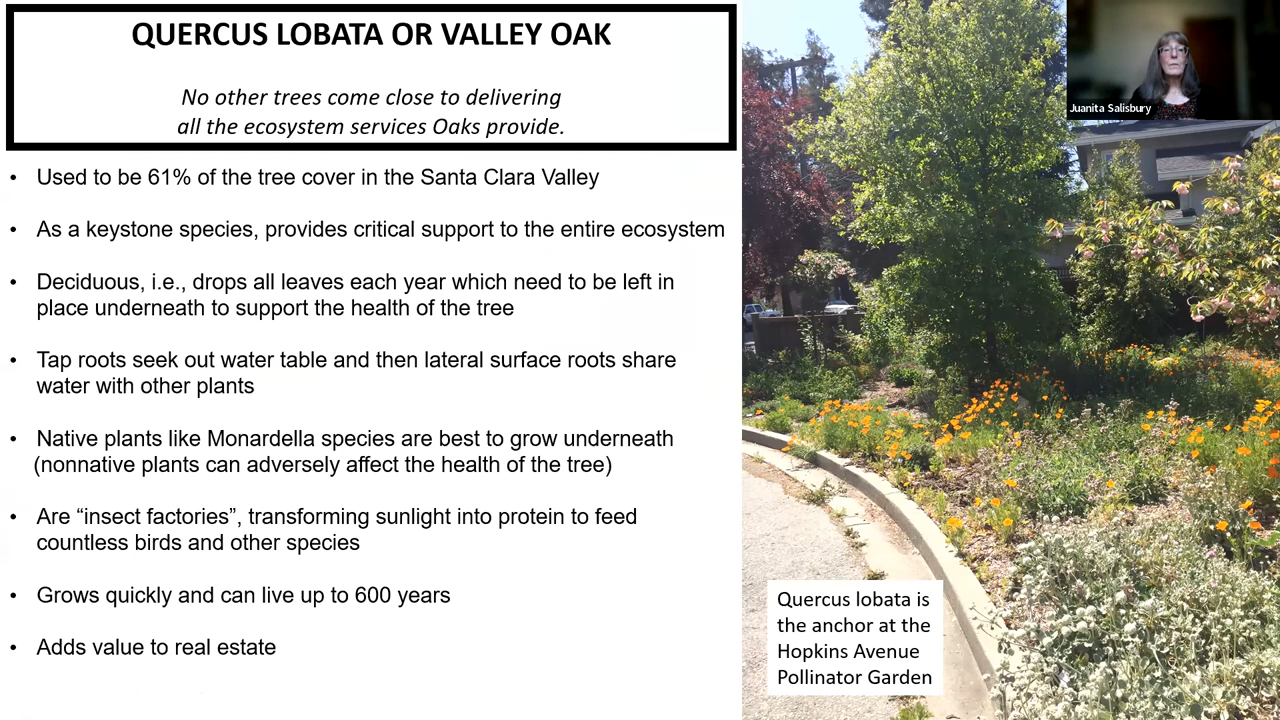 QUERCUS LOBATA OR VALLEY OAK
No other trees come close to delivering
all the ecosystem services Oaks provide.
• Used to be 61% of the tree cover in the Santa Clara Valley
• As a keystone species, provides critical support to the entire ecosystem
• Deciduous, i.e., drops all leaves each year which need to be left in
place underneath to support the health of the tree
• Tap roots seek out water table and then lateral surface roots share
water with other plants
• Native plants like Monardella species are best to grow underneath
(nonnative plants can adversely affect the health of the tree)
• Are “insect factories”, transforming sunlight into protein to feed
countless birds and other species
• Grows quickly and can live up to 600 years
• Adds value to real estate
Juanita Salisbury
Quercus lobata is
the anchor at the
Hopkins Avenue
Pollinator Garden